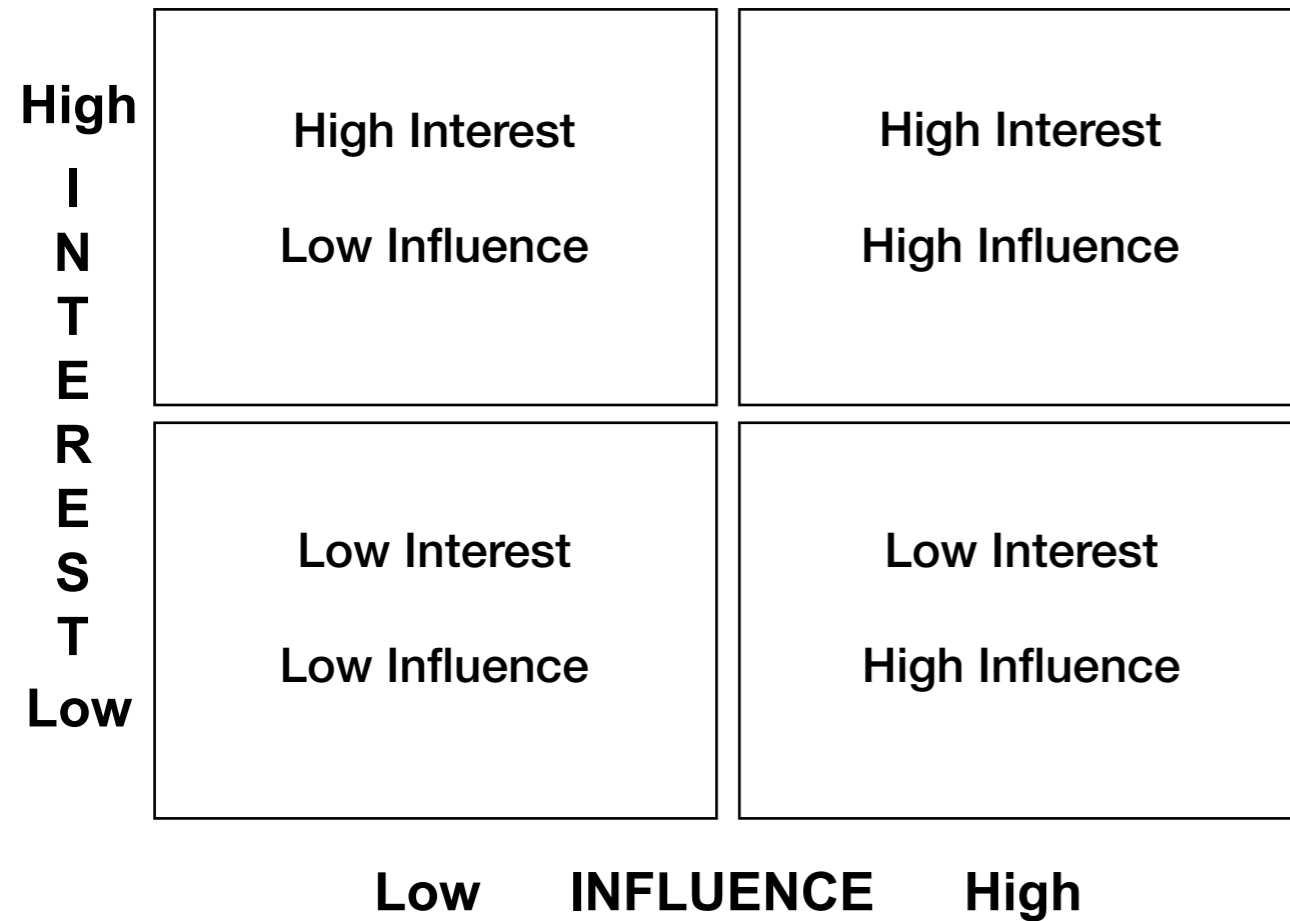 High
I
N
T
E
R
E
S
T
Low
High Interest
Low Influence
High Interest
High Influence
Low Interest
Low Influence
Low Interest
High Influence
Low INFLUENCE High